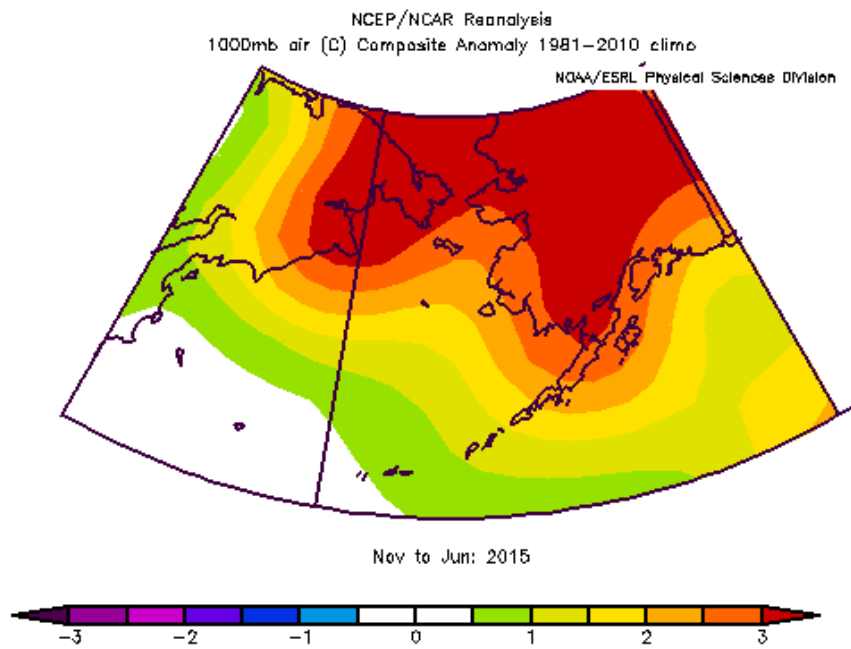 NCEP/NCAR Reanalysis
1000mb air (C) Composite Anomaly 1981-2010 climo
NOAA/ESRL Physical Sciences Division
Nov to Jun: 2015
-3 -2 -1 0 1 2 3